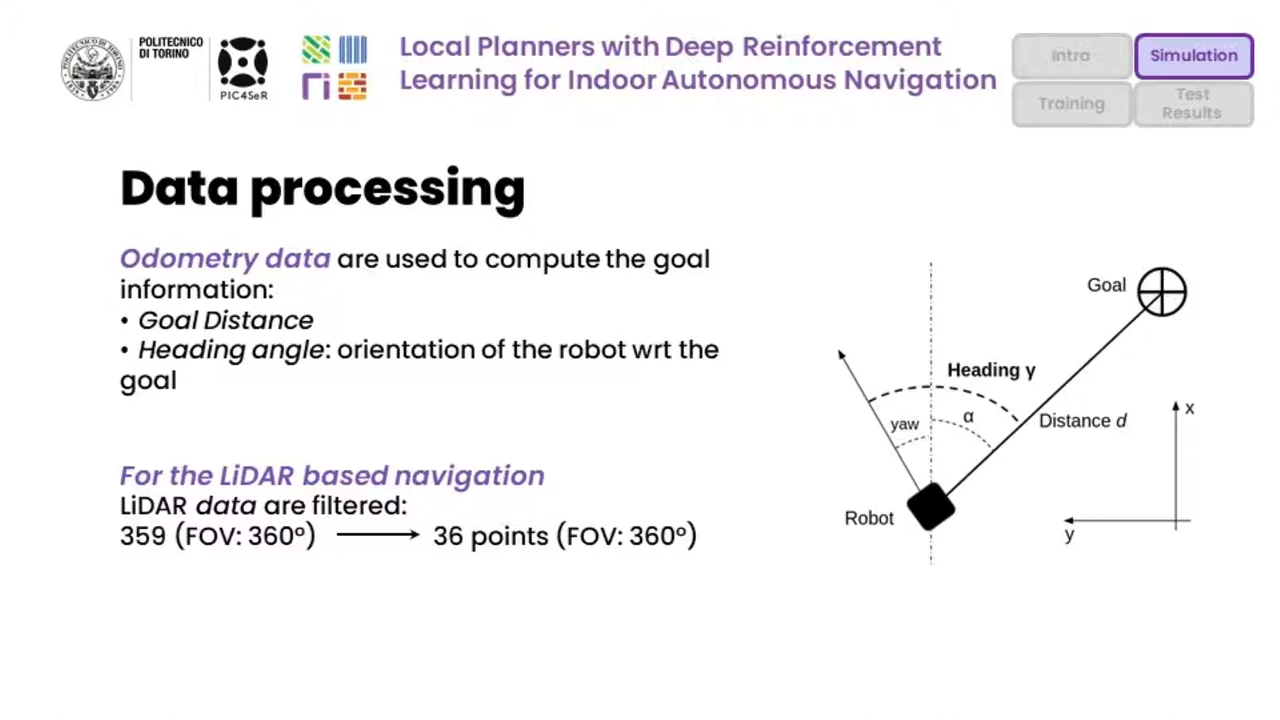 POLITECNICO
DI TORINO
PIC4SeR
Local Planners with Deep Reinforcement
Learning for Indoor Autonomous Navigation
Intra
Simulation
Training
Test
Results
Data processing
Odometry data are used to compute the goal
information:
• Goal Distance
• Heading angle: orientation of the robot wrt the
goal
For the LiDAR based navigation
LiDAR data are filtered:
359 (FOV: 360°) 36 points (FOV: 360°)
Goal
Heading γ
yaw
α
Distance d
x
Robot
y